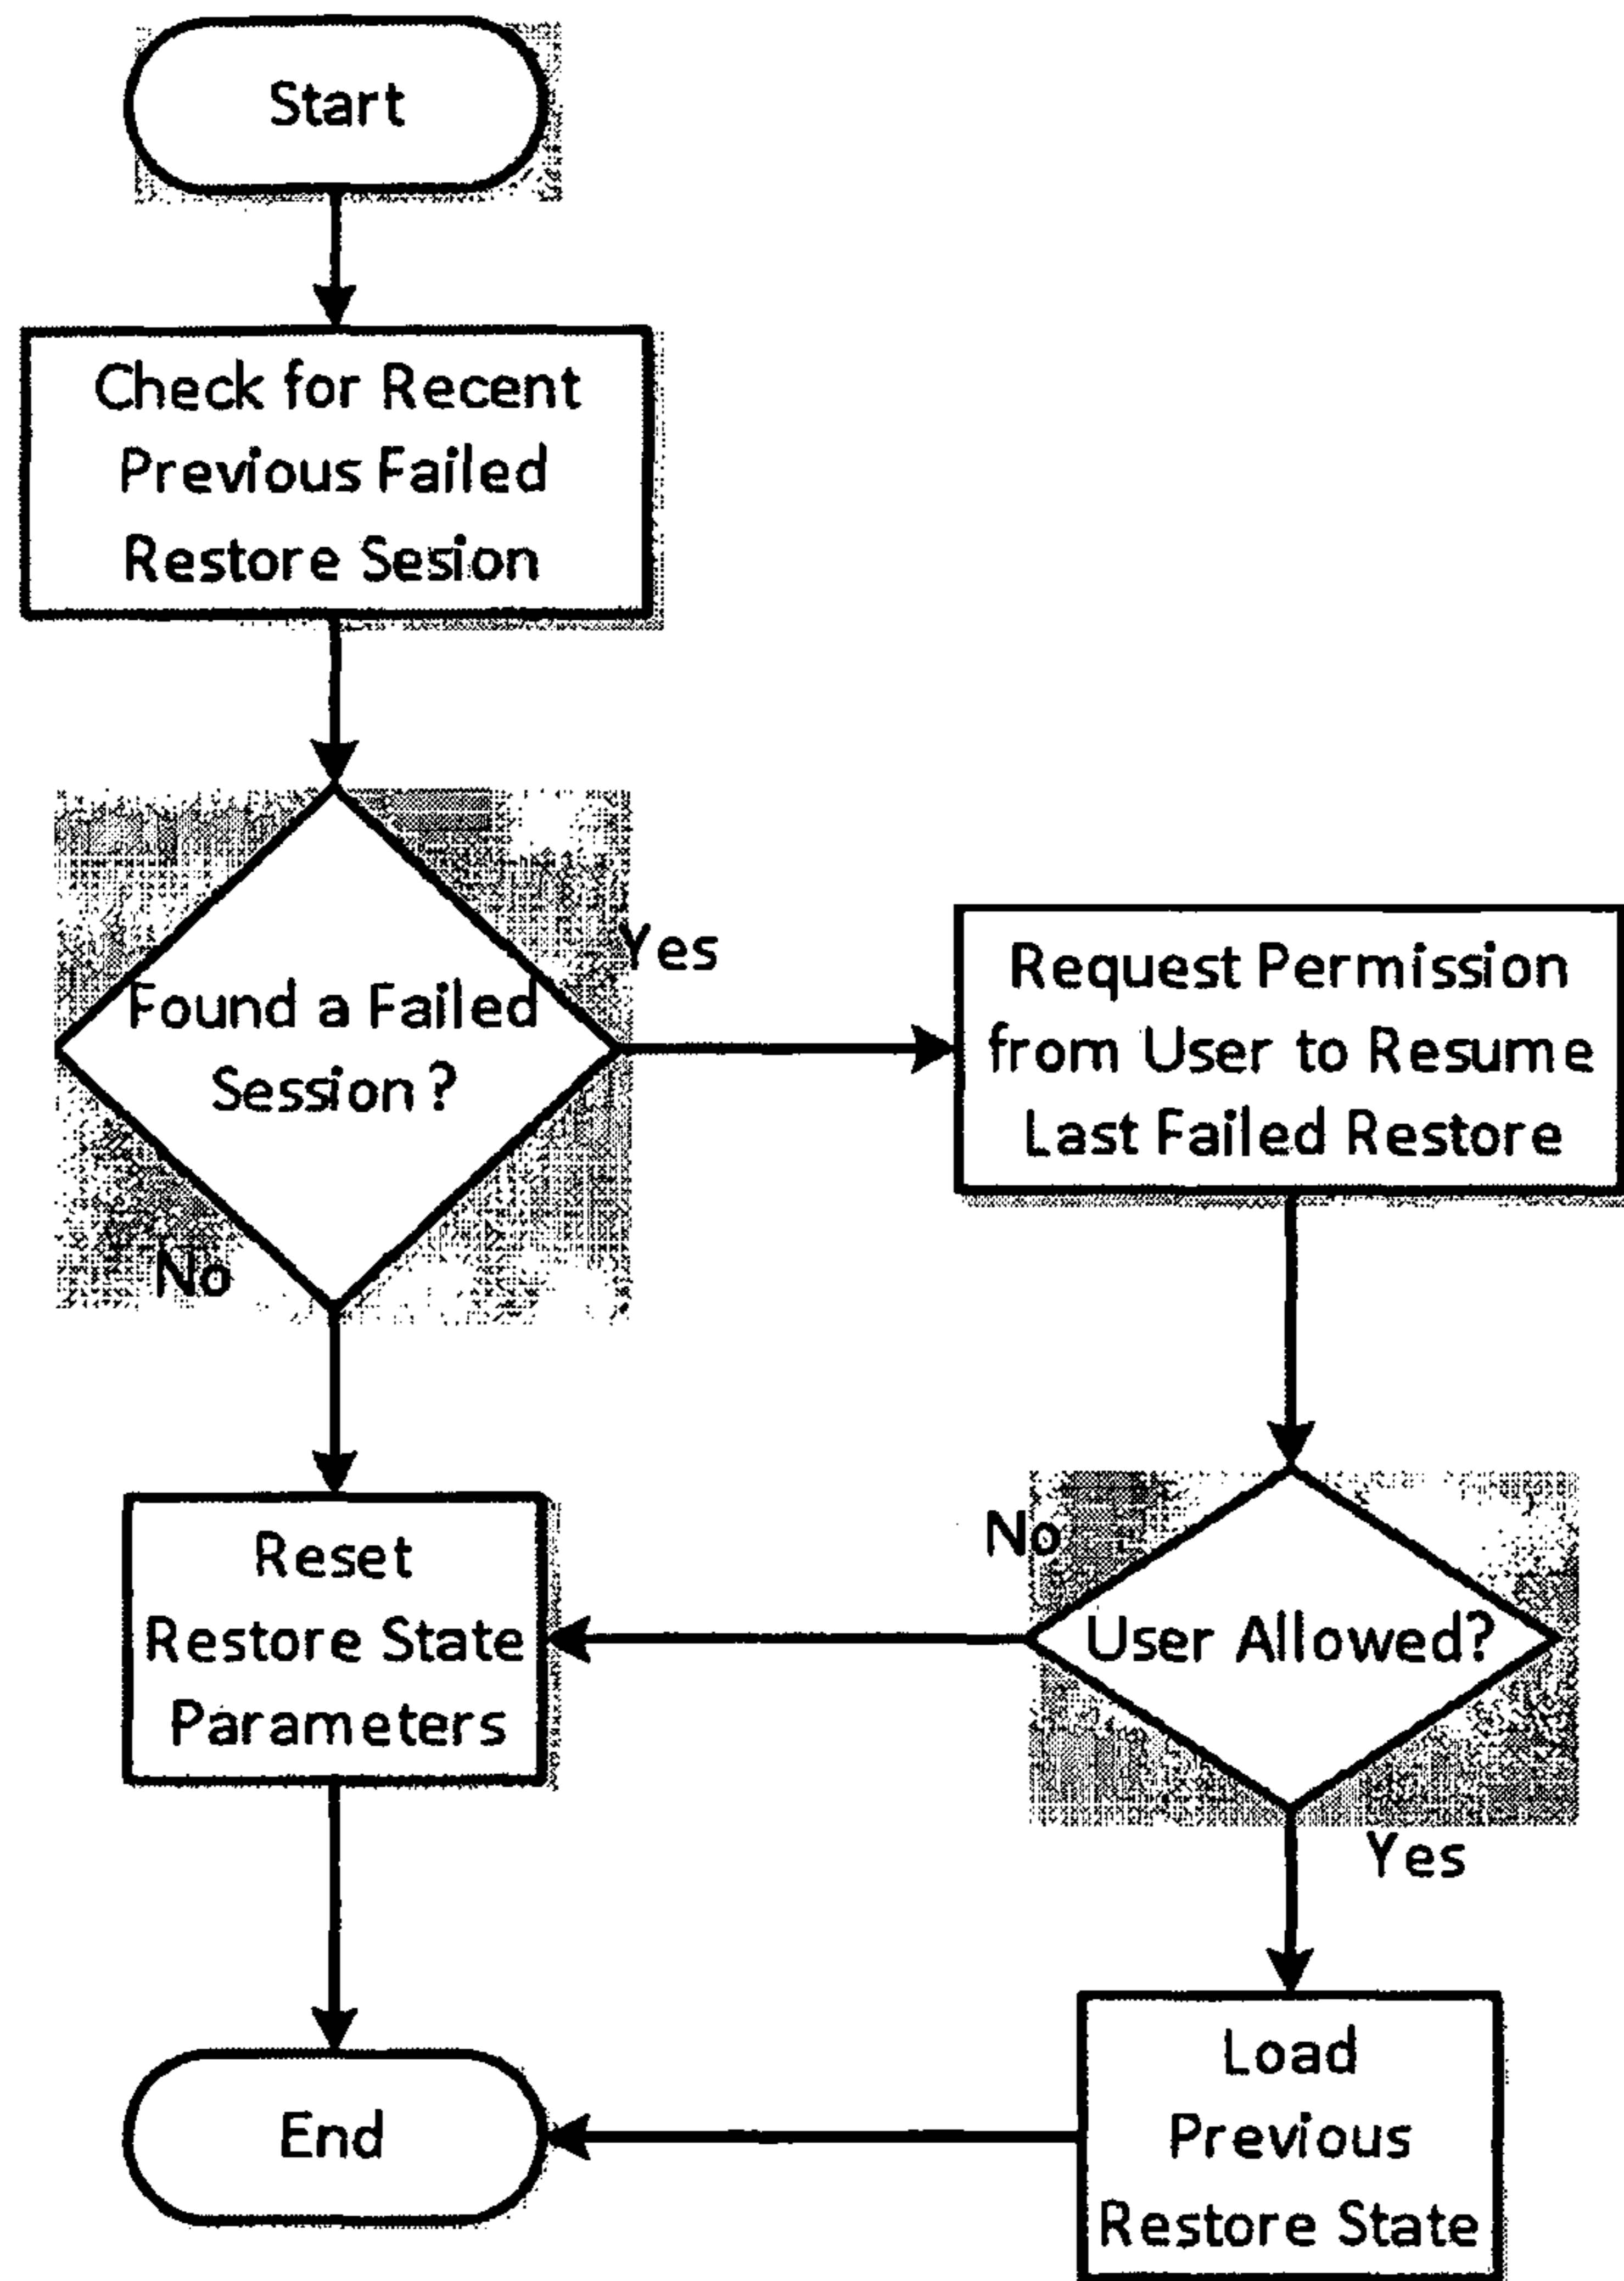 Start
Check for Recent
Previous Failed
Restore Sesion
Found a Failed
Session ?
Yes
No
Request Permission
from User to Resume
Last Failed Restore
User Allowed?
No
Yes
Reset
Restore State
Parameters
Load
Previous
Restore State
End